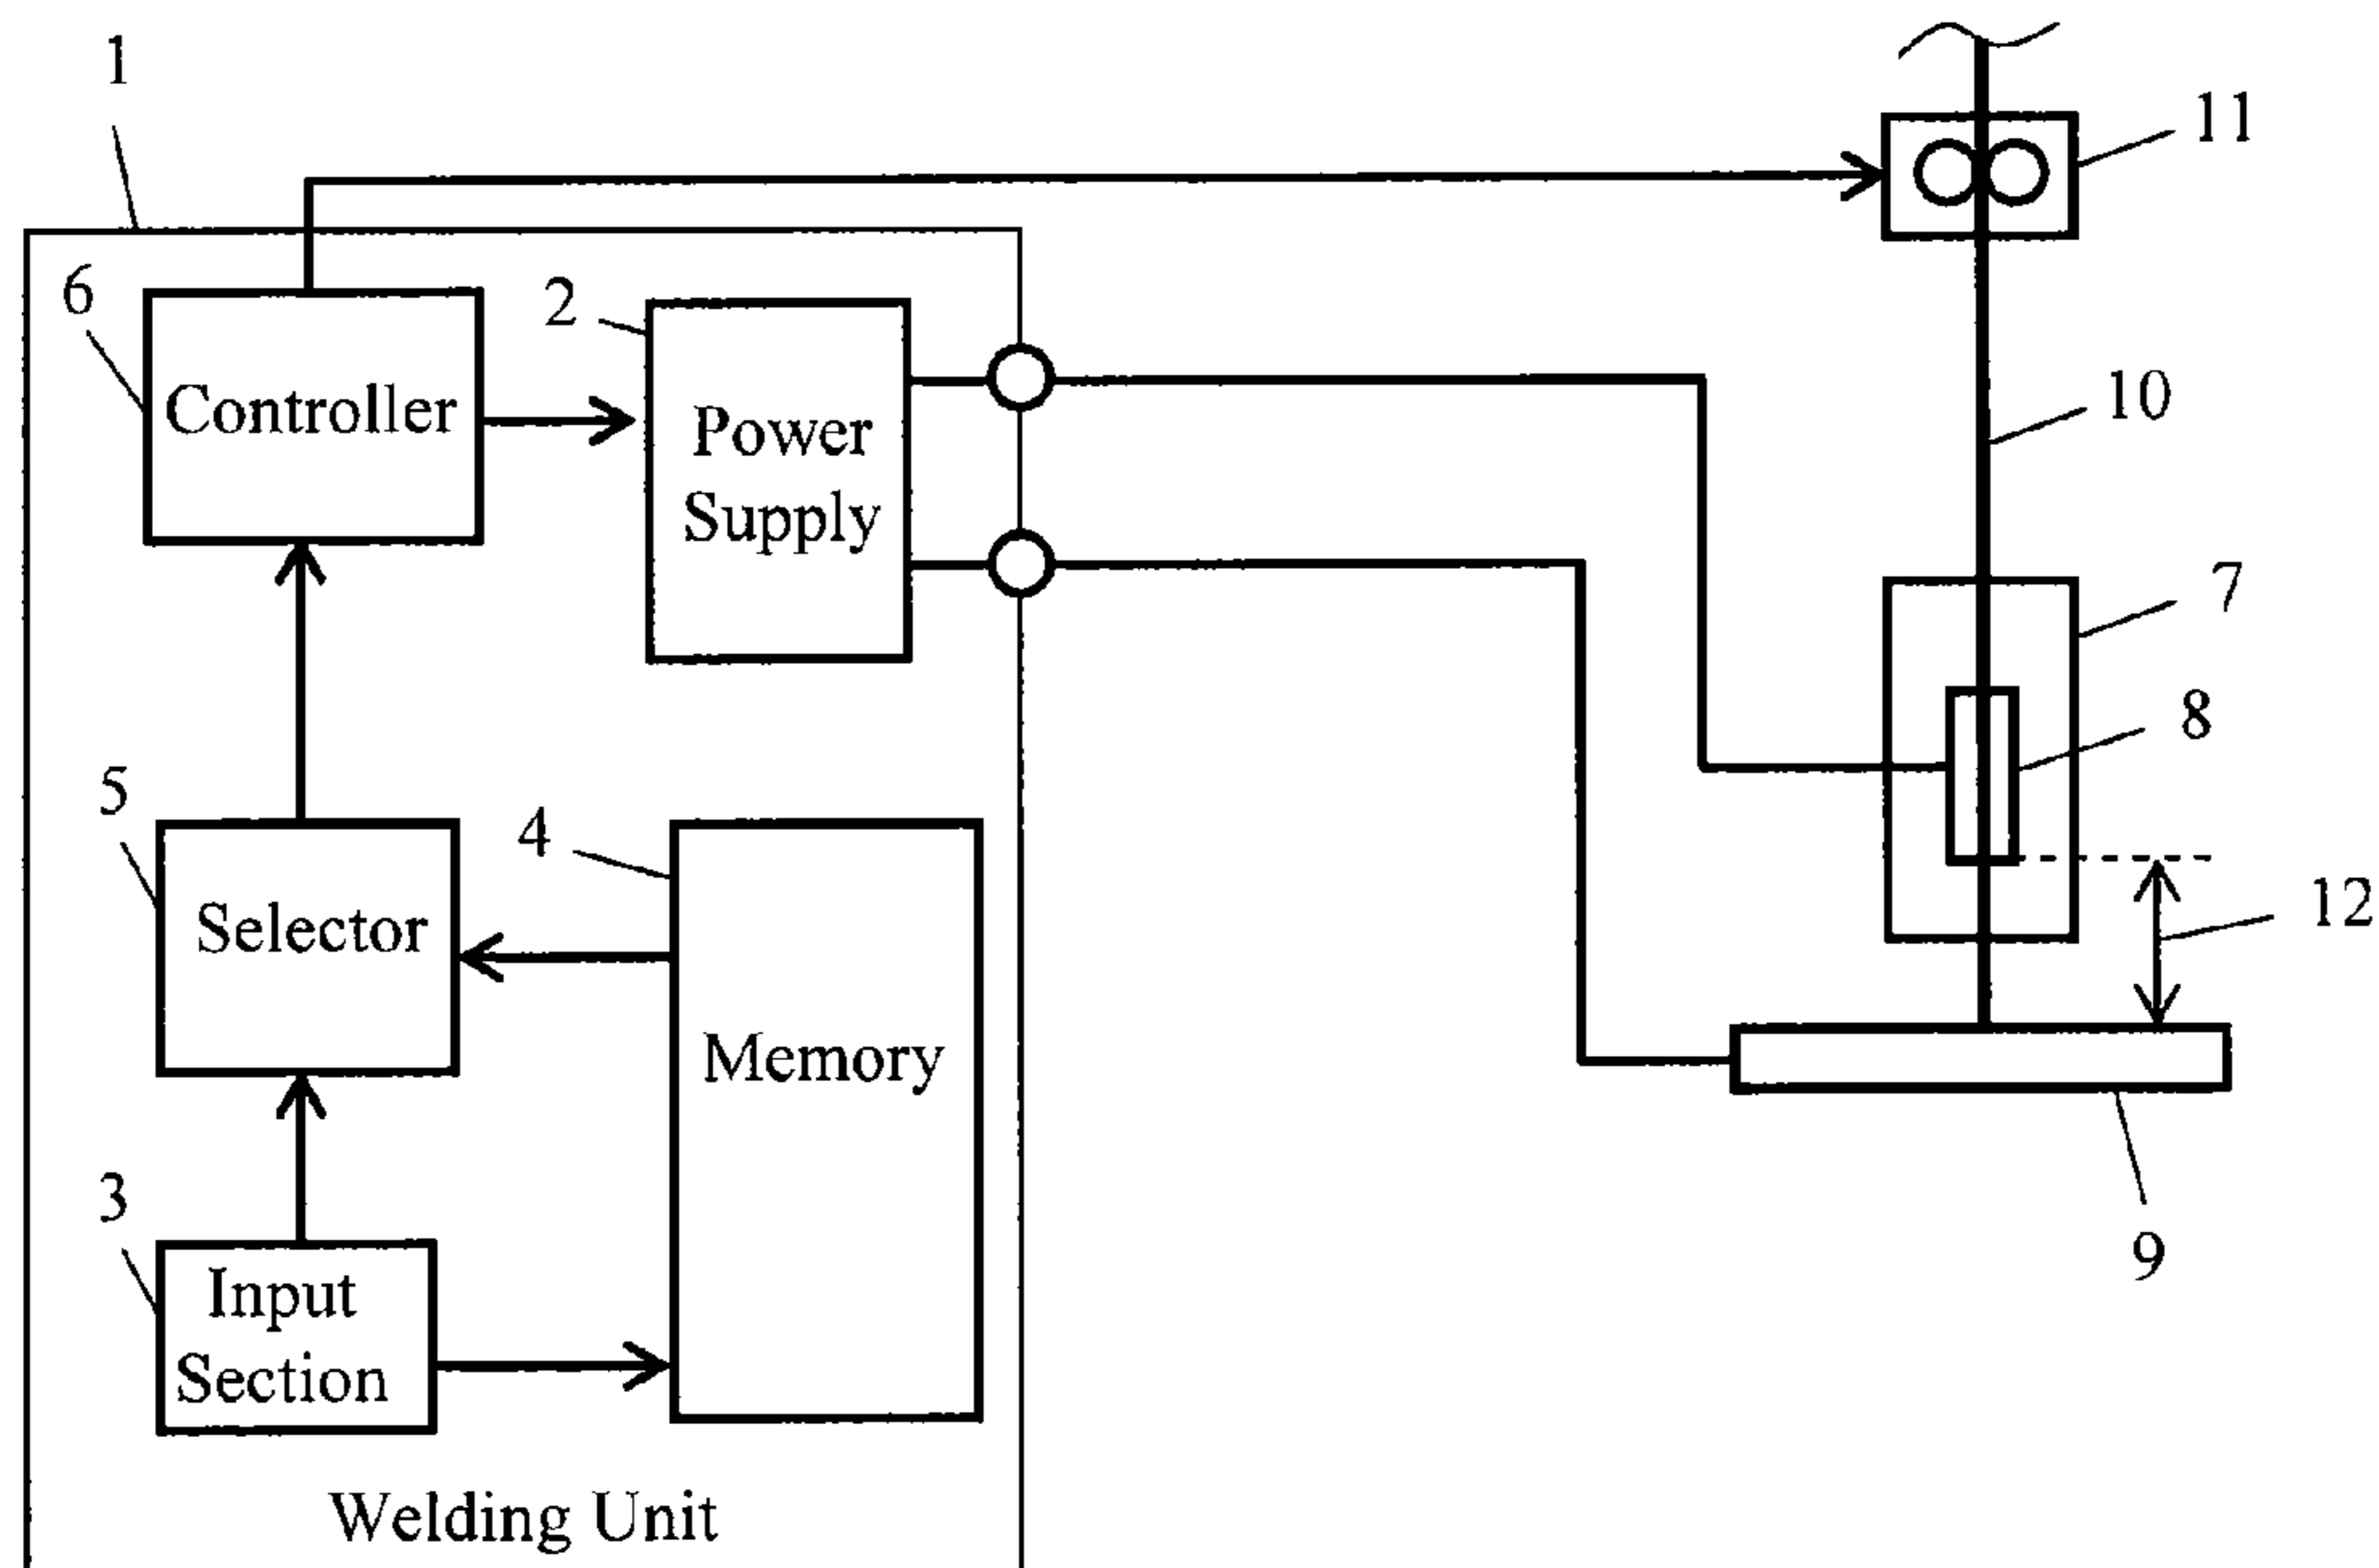 1
11
6
2
Controller
Power
Supply
10
7
8
5
4
Selector
12
Memory
3
Input
Section
9
Welding Unit